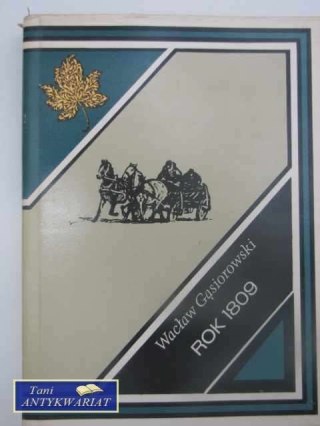 Wacław Gąsiorowski
ROK 1809
Tani
ANTYKWARIAT